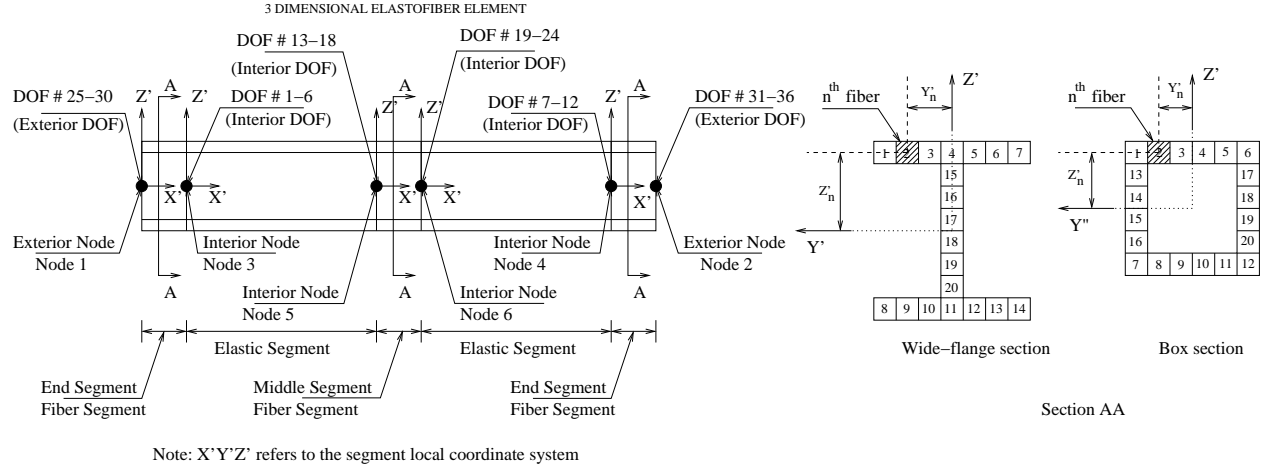 3 DIMENSIONAL ELASTOFIBER ELEMENT
DOF # 13−18
(Interior DOF)
DOF # 19−24
(Interior DOF)
DOF # 25−30
(Exterior DOF)
Z'
A
Z'
DOF # 1−6
(Interior DOF)
Z'
A
Z'
DOF # 7−12
(Interior DOF)
A
DOF # 31−36
(Exterior DOF)
X'
X'
X'
X'
X'
Exterior Node
Node 1
Interior Node
Node 3
Interior Node
Node 4
Exterior Node
Node 2
A
A
A
Interior Node
Node 5
Interior Node
Node 6
Elastic Segment
Elastic Segment
End Segment
Fiber Segment
Middle Segment
Fiber Segment
End Segment
Fiber Segment
Note: X'Y'Z' refers to the segment local coordinate system
Z'
n th fiber
Y'n
1 2 3 4 5 6 7
15
16
17
18
19
20
8 9 10 11 12 13 14
Z'n
Y'
Wide−flange section
Z'
n th fiber
Y'n
1 2 3 4 5 6
13 17
14 18
15 19
16 20
7 8 9 10 11 12
Z'n
Y"
Box section
Section AA